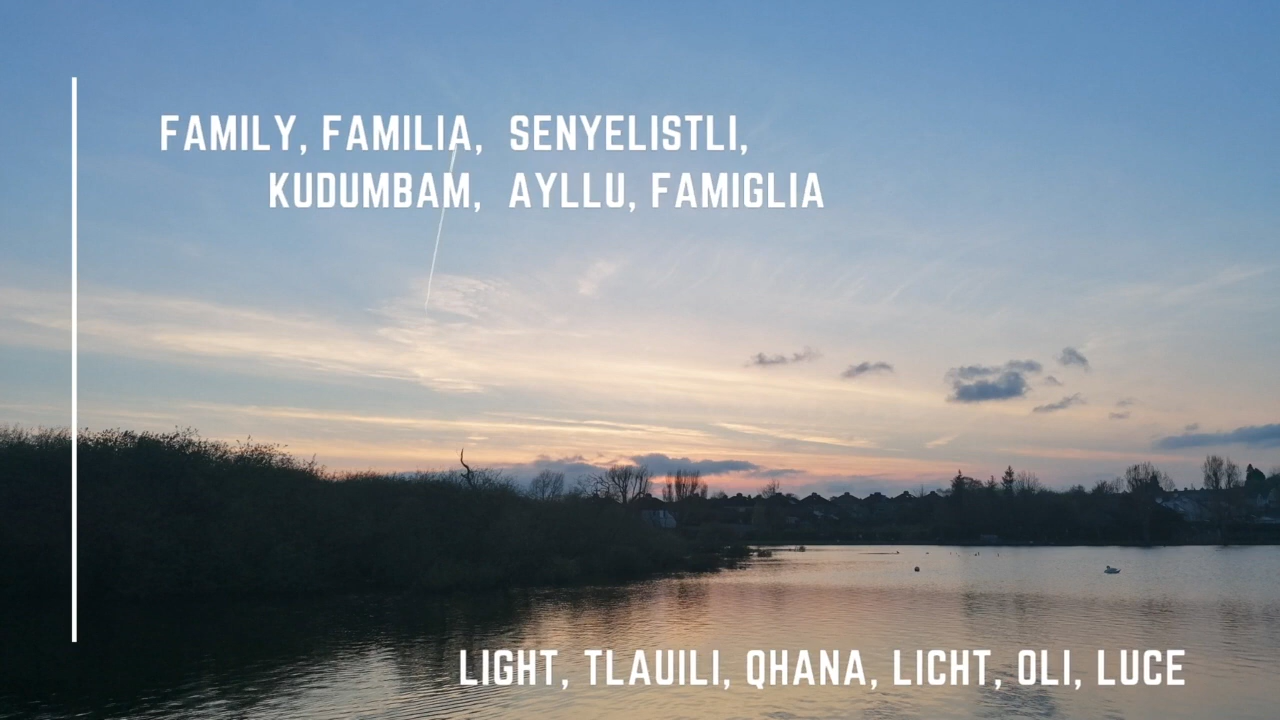 FAMILY, FAMILIA, SENYELISTLI,
KUDUMBAM, AYLLU, FAMIGLIA
LIGHT, TLAUILI, QHANA, LICHT, OLI, LUCE